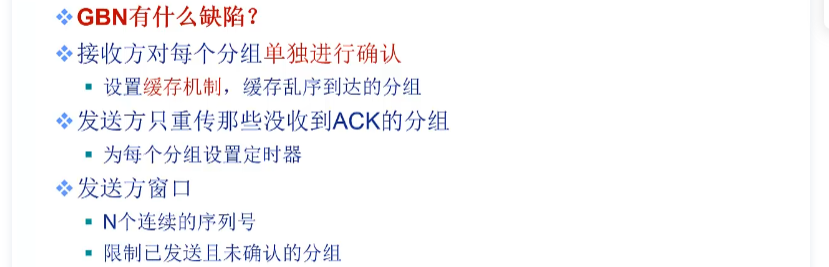 GBN有什么缺陷？
接收方对每个分组单独进行确认
设置缓存机制，缓存乱序到达的分组
发送方只重传那些没收到ACK的分组
为每个分组设置定时器
发送方窗口
N个连续的序列号
限制已发送且未确认的分组